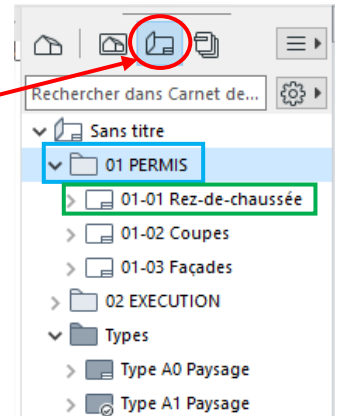 Rechercher dans Carnet de...
Sans titre
01 PERMIS
01-01 Rez-de-chaussée
01-02 Coupes
01-03 Façades
02 EXECUTION
Types
Type A0 Paysage
Type A1 Paysage